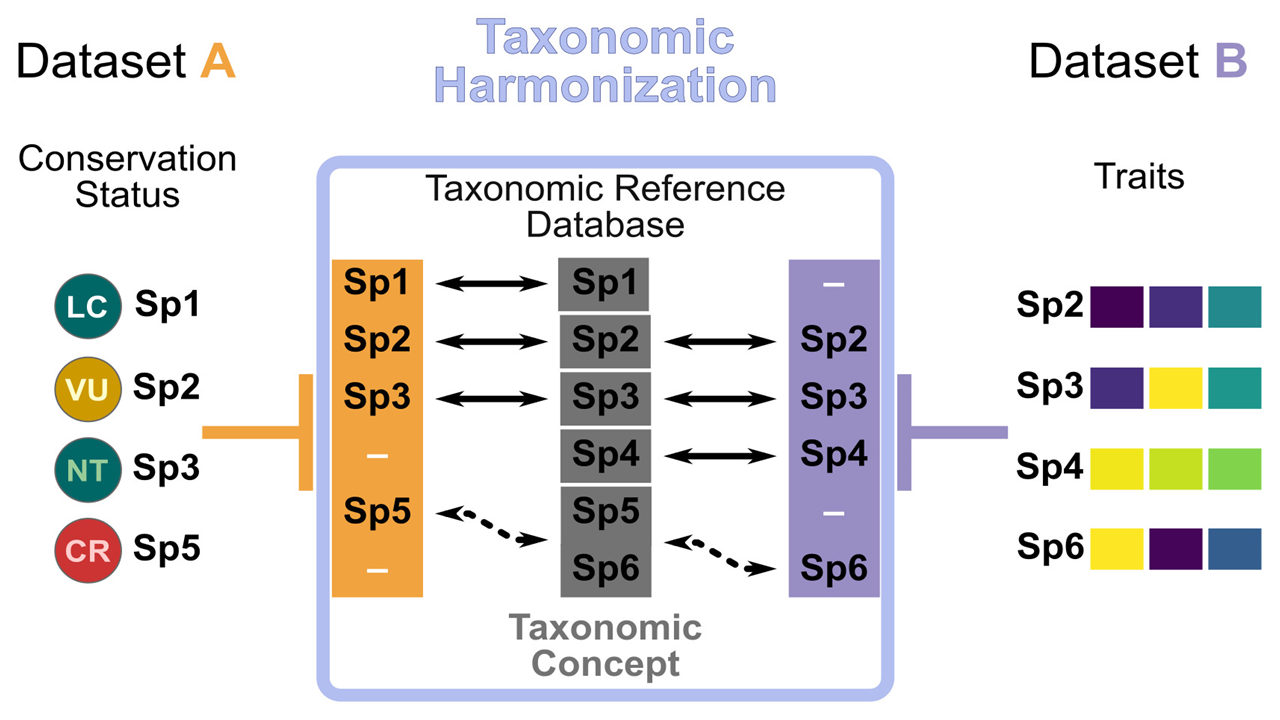 Dataset A
Taxonomic
Harmonization
Dataset B
Conservation
Status
Taxonomic Reference
Database
Traits
LC Sp1
VU Sp2
NT Sp3
CR Sp5
Sp1 Sp1 –
Sp2 Sp2 Sp2
Sp3 Sp3 Sp3
– Sp4 Sp4
Sp5 Sp5 –
– Sp6 Sp6
Taxonomic
Concept
Sp2
Sp3
Sp4
Sp6